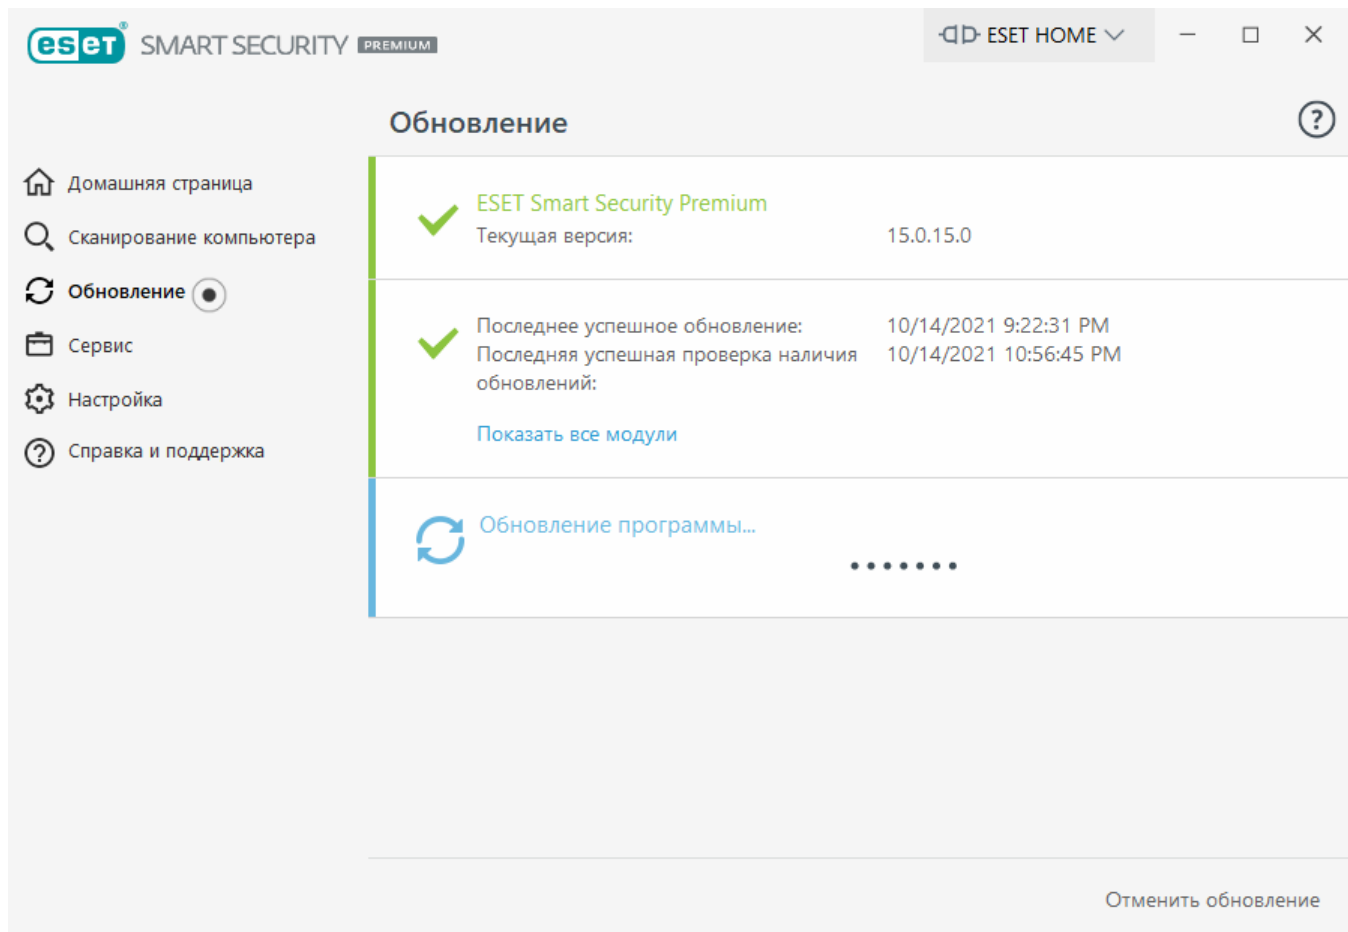 eset® SMART SECURITY PREMIUM
ESET HOME
Обновление
?
Домашняя страница
Сканирование компьютера
Обновление
Сервис
Настройка
? Справка и поддержка
ESET Smart Security Premium
Текущая версия: 15.0.15.0
Последнее успешное обновление: 10/14/2021 9:22:31 PM
Последняя успешная проверка наличия 10/14/2021 10:56:45 PM
обновлений:
Показать все модули
Обновление программы...
Отменить обновление